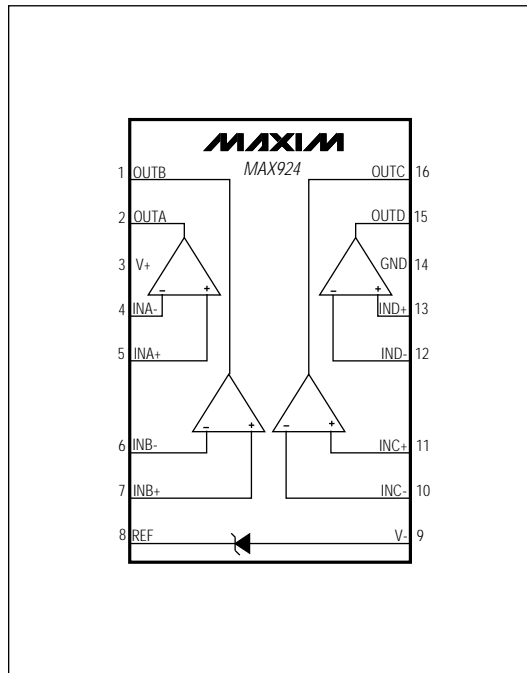 MAXIM
MAX924
1 OUTB
OUTC 16
2 OUTA
OUTD 15
3 V+
GND 14
- +
- +
4 INA-
IND+ 13
5 INA+
IND- 12
- +
- +
6 INB-
INC+ 11
7 INB+
INC- 10
8 REF
V- 9